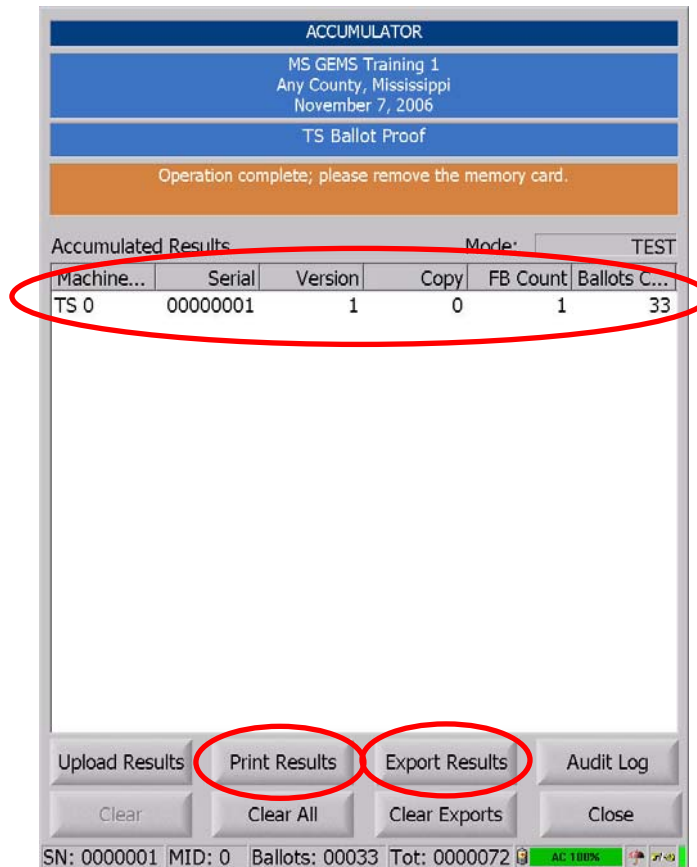 ACCUMULATOR
MS GEMS Training 1
Any County, Mississippi
November 7, 2006
TS Ballot Proof
Operation complete; please remove the memory card.
Accumulated Results Mode: TEST
Machine... Serial Version Copy FB Count Ballots C...
TS 0 00000001 1 0 1 33
Upload Results Print Results Export Results Audit Log
Clear Clear All Clear Exports Close
SN: 0000001 MID: 0 Ballots: 00033 Tot: 0000072 AC 100%